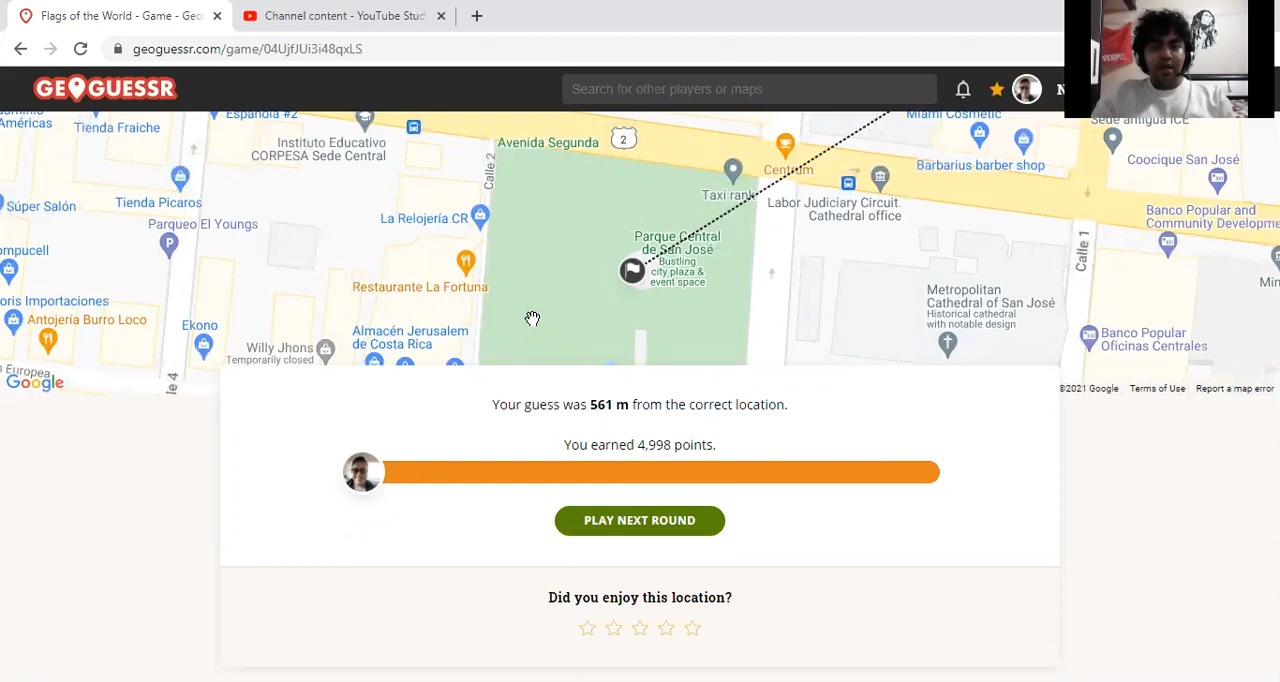 Flags of the World - Game - Geo
Channel content - YouTube Stud
geoguessr.com/game/04UjfJUi3i48qxLS
GEOGUESSR
Search for other players or maps
N
Américas
Tienda Fraiche
Española #2
Instituto Educativo
CORPESA Sede Central
Avenida Segunda
2
Calle 2
Centrum
Taxi rank
Miami Cosmetic
Barbarius barber shop
Sede antigua ICE
Coocique San José
Súper Salón
Tienda Picaros
Parqueo El Youngs
La Relojería CR
Labor Judiciary Circuit.
Cathedral office
Banco Popular and
Community Developme
Calle 1
ompucell
Parque Central
de San José
Bustling
city plaza &
event space
Restaurante La Fortuna
Metropolitan
Cathedral of San José
Historical cathedral
with notable design
Min
oris Importaciones
Antojería Burro Loco
Ekono
Willy Jhons
Temporarily closed
Almacén Jerusalem
de Costa Rica
Banco Popular
Oficinas Centrales
P
Europea
Google
le 4
©2021 Google
Terms of Use
Report a map error
Your guess was 561 m from the correct location.
You earned 4,998 points.
PLAY NEXT ROUND
Did you enjoy this location?